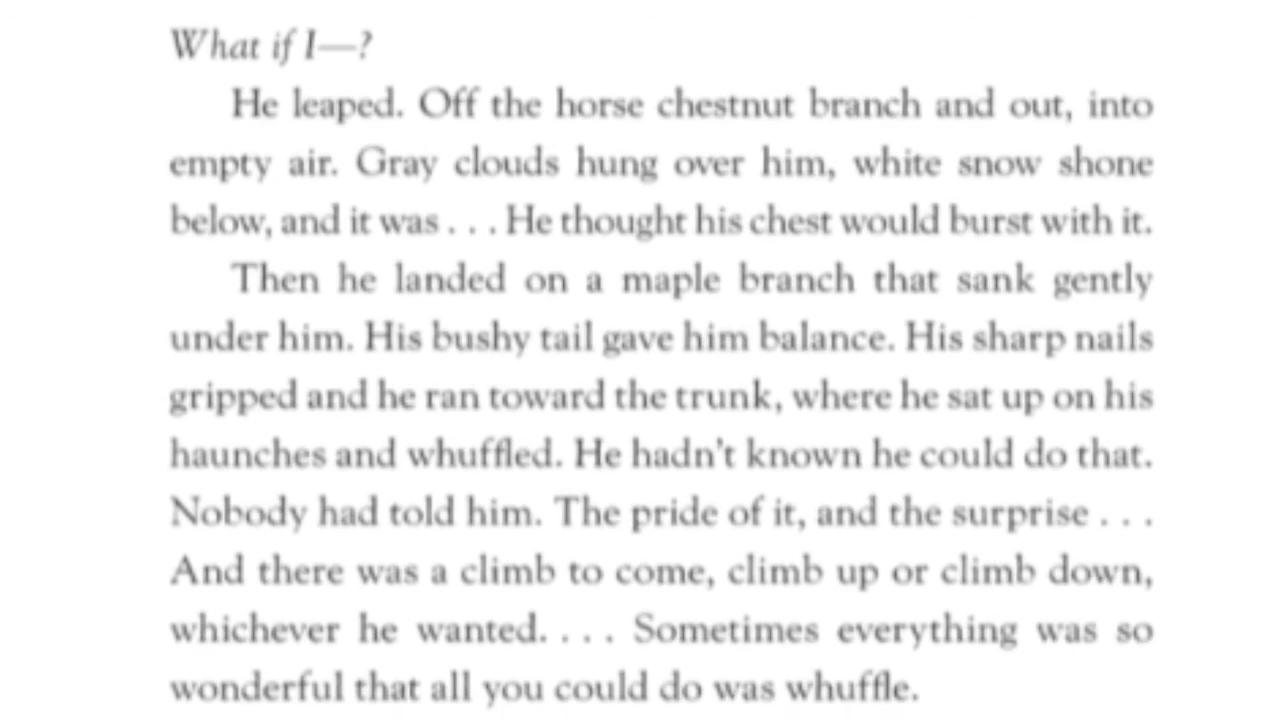 What if I—?
He leaped. Off the horse chestnut branch and out, into
empty air. Gray clouds hung over him, white snow shone
below, and it was . . . He thought his chest would burst with it.
Then he landed on a maple branch that sank gently
under him. His bushy tail gave him balance. His sharp nails
gripped and he ran toward the trunk, where he sat up on his
haunches and whuffled. He hadn't known he could do that.
Nobody had told him. The pride of it, and the surprise . . .
And there was a climb to come, climb up or climb down,
whichever he wanted. . . . Sometimes everything was so
wonderful that all you could do was whuffle.